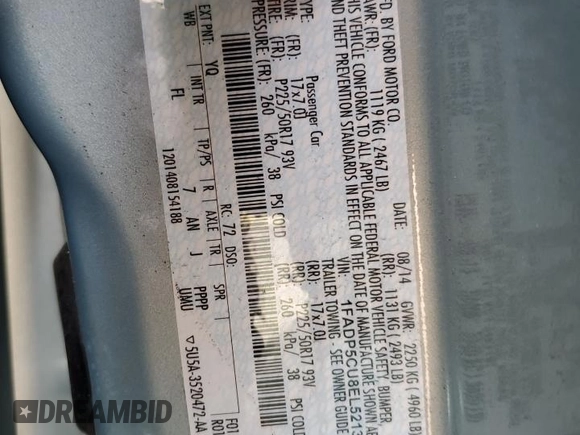 MFD. BY FORD MOTOR CO.
DATE: 08/14 GVWR: 2250 KG ( 4960 LB)
GAWR: (FR) 1119 KG ( 2467 LB) (RR): 1131 KG ( 2493 LB)
THIS VEHICLE CONFORMS TO ALL APPLICABLE FEDERAL MOTOR VEHICLE SAFETY, BUMPER,
AND THEFT PREVENTION STANDARDS IN EFFECT ON THE DATE OF MANUFACTURE SHOWN
VIN:
TYPE: Passenger Car TRAILER TOWING - SEE OWNER GUIDE
RIM: (FR): 17x7.0J (RR): 17x7.0J
TIRE: (FR): P225/50R17 93V (RR): P225/50R17 93V
PRESSURE: (FR): 260 kPa/ 38 PSI COLD (RR): 260 kPa/ 38 PSI COLD
EXT PNT: YQ RC: 72 DSO:
WB INT TR TP/PS R AXLE TR SPR
FL 7 AN J PPPP
1201408154188 UMU
▽5U5A-3520472-AA
DREAMBID